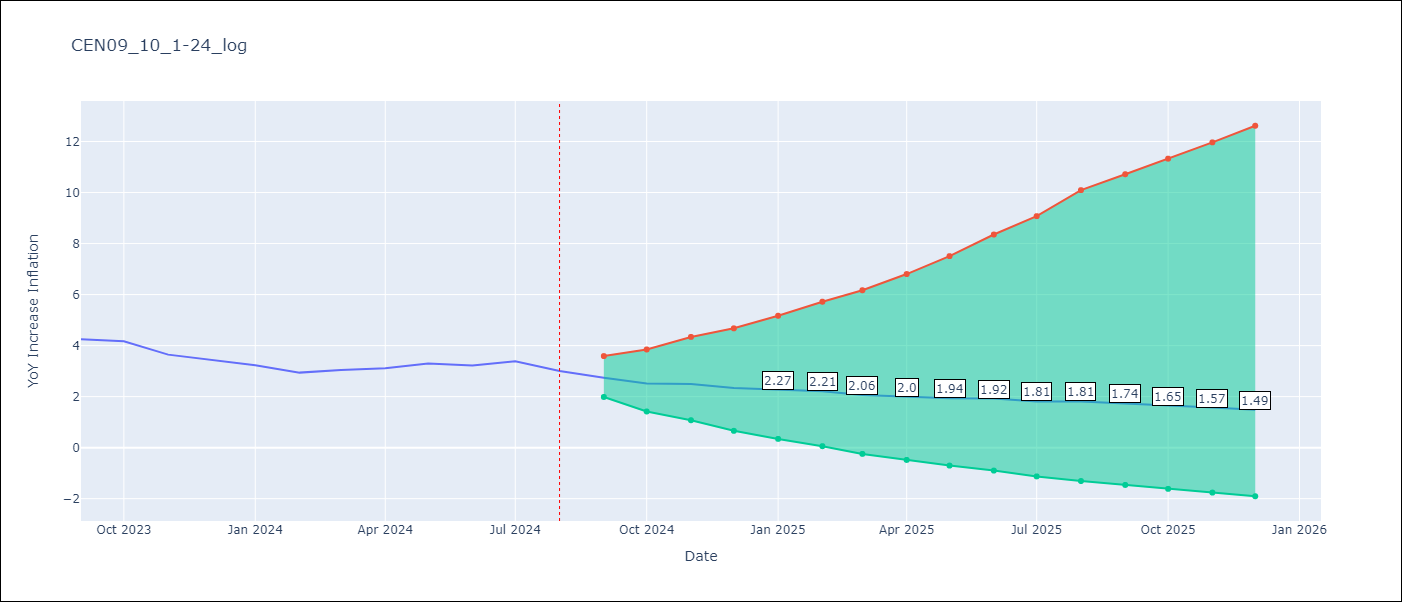 CEN09_10_1-24_log
YoY Increase Inflation
12
10
8
6
4
2
0
−2
2.27
2.21
2.06
2.0
1.94
1.92
1.81
1.81
1.74
1.65
1.57
1.49
Oct 2023
Jan 2024
Apr 2024
Jul 2024
Oct 2024
Jan 2025
Apr 2025
Jul 2025
Oct 2025
Jan 2026
Date